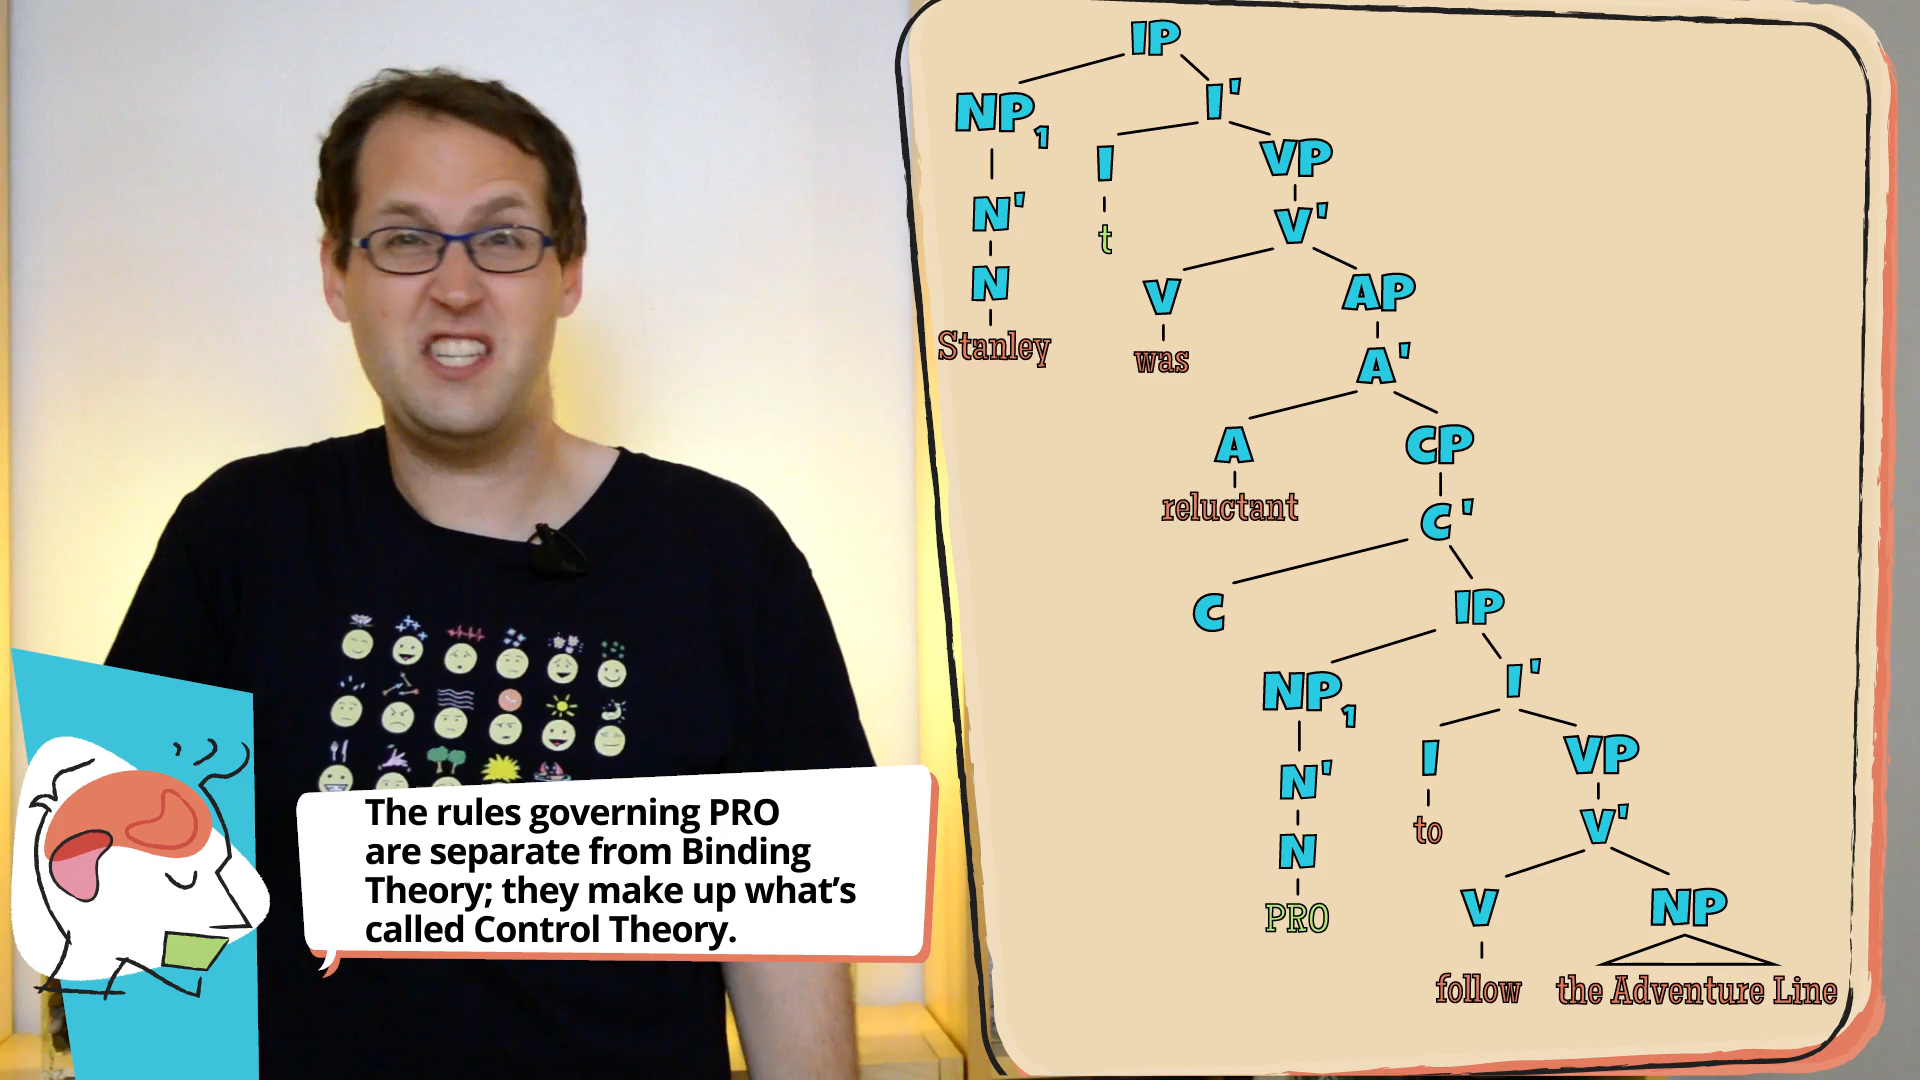 IP
NP1 I'
I VP
N' t V'
N V AP
Stanley was A'
A CP
reluctant C'
C IP
NP1 I'
N' I VP
to V'
N V NP
PRO follow the Adventure Line
The rules governing PRO
are separate from Binding
Theory; they make up what's
called Control Theory.